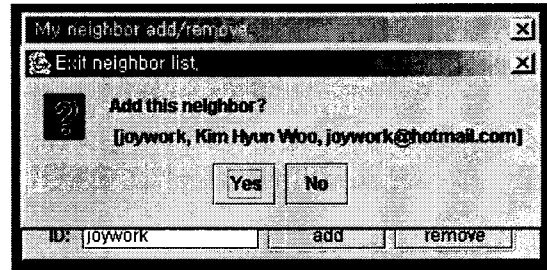 My neighbor add/remove
Exit neighbor list,
Add this neighbor?
[joywork, Kim Hyun Woo, joywork@hotmail.com]
Yes No
ID: joywork add remove